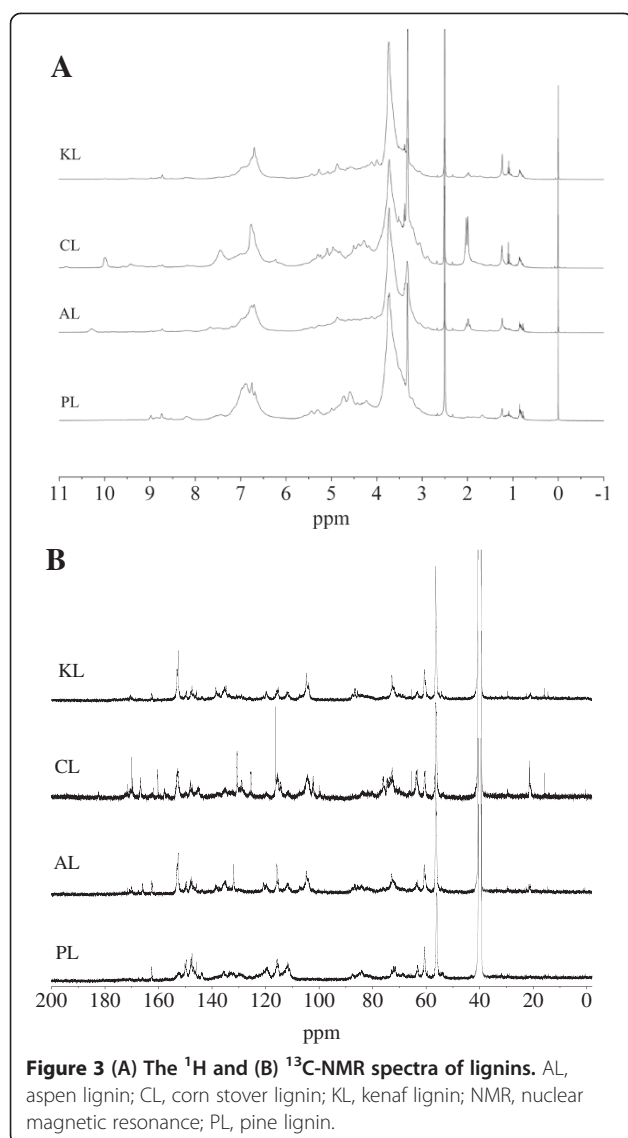 A
KL
CL
AL
PL
11 10 9 8 7 6 5 4 3 2 1 0 -1
ppm
B
KL
CL
AL
PL
200 180 160 140 120 100 80 60 40 20 0
ppm
Figure 3 (A) The ¹H and (B) ¹³C-NMR spectra of lignins. AL,
aspen lignin; CL, corn stover lignin; KL, kenaf lignin; NMR, nuclear
magnetic resonance; PL, pine lignin.